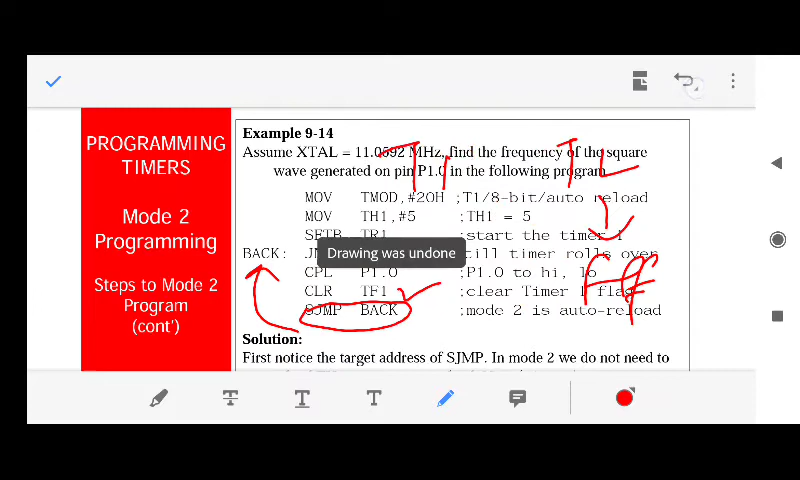 PROGRAMMING
TIMERS
Mode 2
Programming
Steps to Mode 2
Program
(cont')
Example 9-14
Assume XTAL = 11.0592 MHz, find the frequency of the square
wave generated on pin P1.0 in the following program
MOV TMOD,#20H ;T1/8-bit/auto reload
MOV TH1,#5 ;TH1 = 5
SETB TR1 ;start the timer 1
BACK: till timer rolls over
Drawing was undone
CPL P1.0 ;P1.0 to hi, lo
CLR TF1 ;clear Timer 1 flag
SJMP BACK ;mode 2 is auto-reload
Solution:
First notice the target address of SJMP. In mode 2 we do not need to
TL